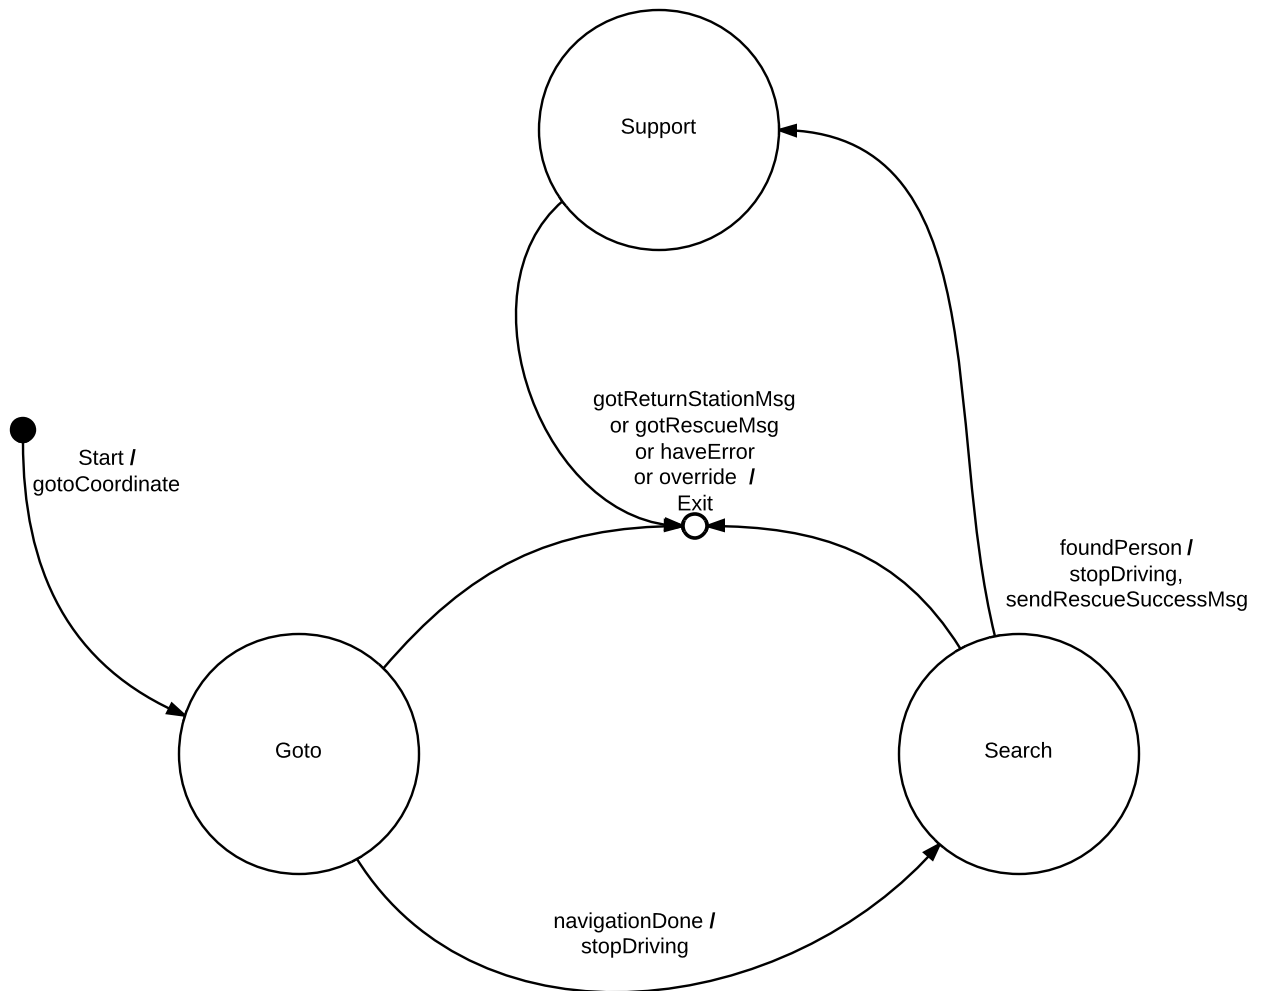 Support
gotReturnStationMsg
or gotRescueMsg
or haveError
or override /
Exit
Start /
gotoCoordinate
foundPerson /
stopDriving,
sendRescueSuccessMsg
Goto
Search
navigationDone /
stopDriving